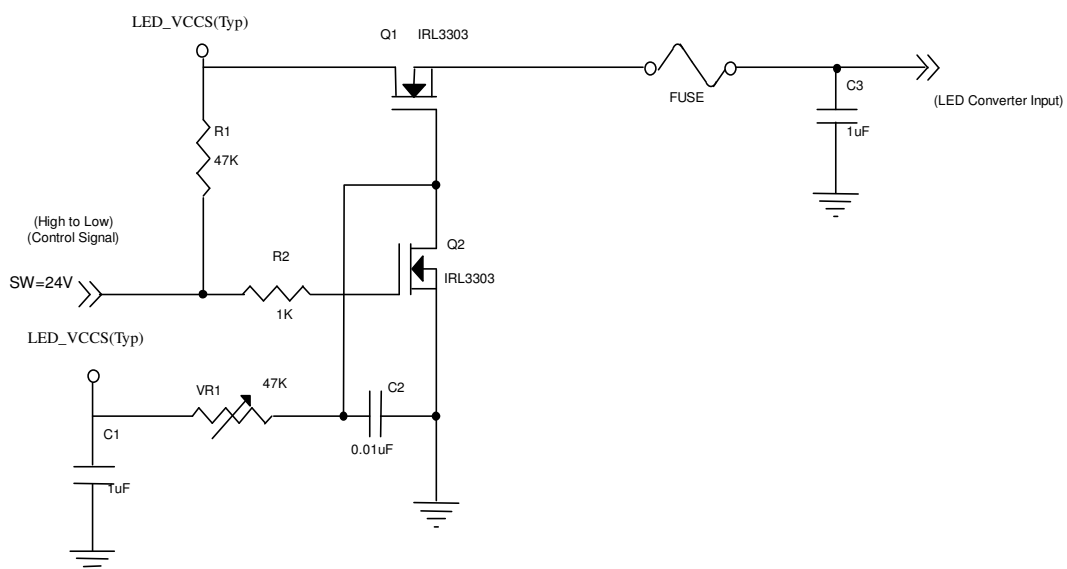 LED_VCCS(Typ)
Q1 IRL3303
FUSE
C3
(LED Converter Input)
1uF
R1
47K
(High to Low)
(Control Signal)
SW=24V
R2
1K
Q2
IRL3303
LED_VCCS(Typ)
VR1
47K
C2
0.01uF
C1
1uF